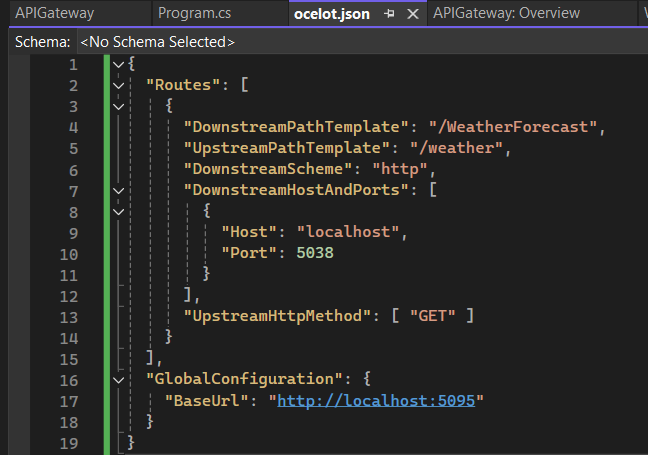 APIGateway Program.cs ocelot.json APIGateway: Overview
Schema: <No Schema Selected>
1 {
2 "Routes": [
3 {
4 "DownstreamPathTemplate": "/WeatherForecast",
5 "UpstreamPathTemplate": "/weather",
6 "DownstreamScheme": "http",
7 "DownstreamHostAndPorts": [
8 {
9 "Host": "localhost",
10 "Port": 5038
11 }
12 ],
13 "UpstreamHttpMethod": [ "GET" ]
14 }
15 ],
16 "GlobalConfiguration": {
17 "BaseUrl": "http://localhost:5095"
18 }
19 }